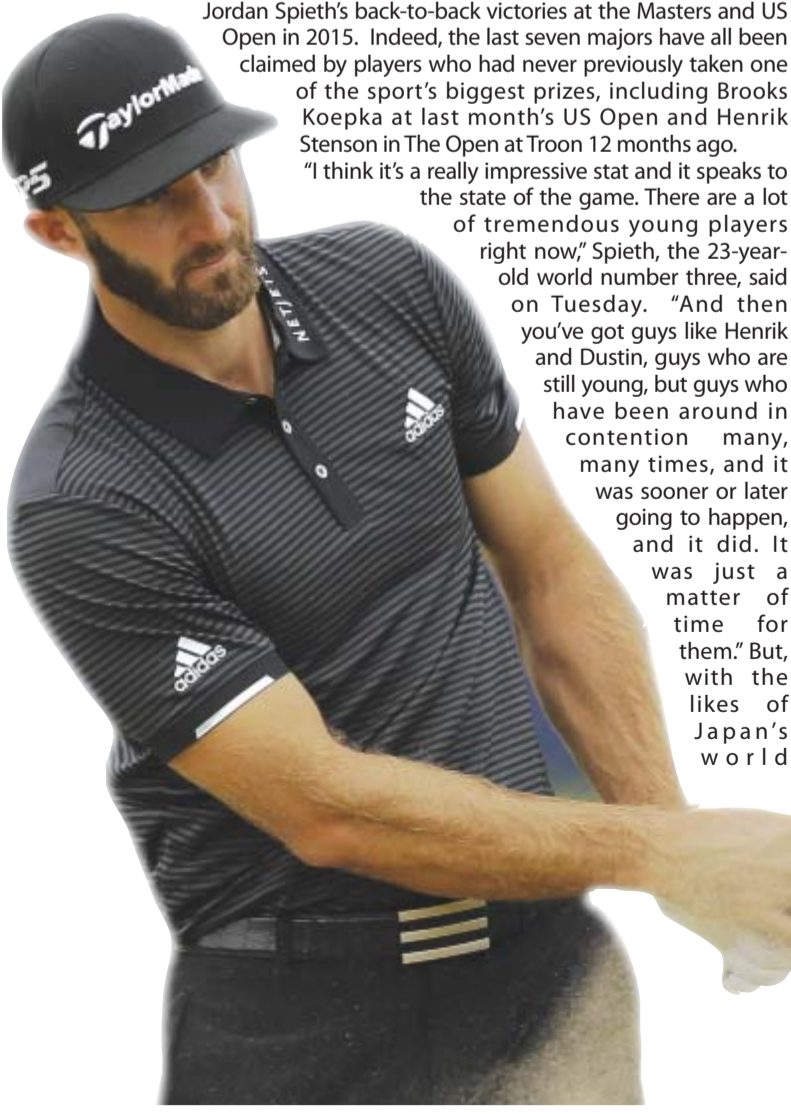 Jordan Spieth’s back-to-back victories at the Masters and US
Open in 2015. Indeed, the last seven majors have all been
claimed by players who had never previously taken one
of the sport’s biggest prizes, including Brooks
Koepka at last month’s US Open and Henrik
Stenson in The Open at Troon 12 months ago.
“I think it’s a really impressive stat and it speaks to
the state of the game. There are a lot
of tremendous young players
right now,” Spieth, the 23-year-
old world number three, said
on Tuesday. “And then
you’ve got guys like Henrik
and Dustin, guys who are
still young, but guys who
have been around in
contention many,
many times, and it
was sooner or later
going to happen,
and it did. It
was just a
matter of
time for
them.” But,
with the
likes of
Japan’s
world
TaylorMade
P5
NETJETS
adidas
adidas